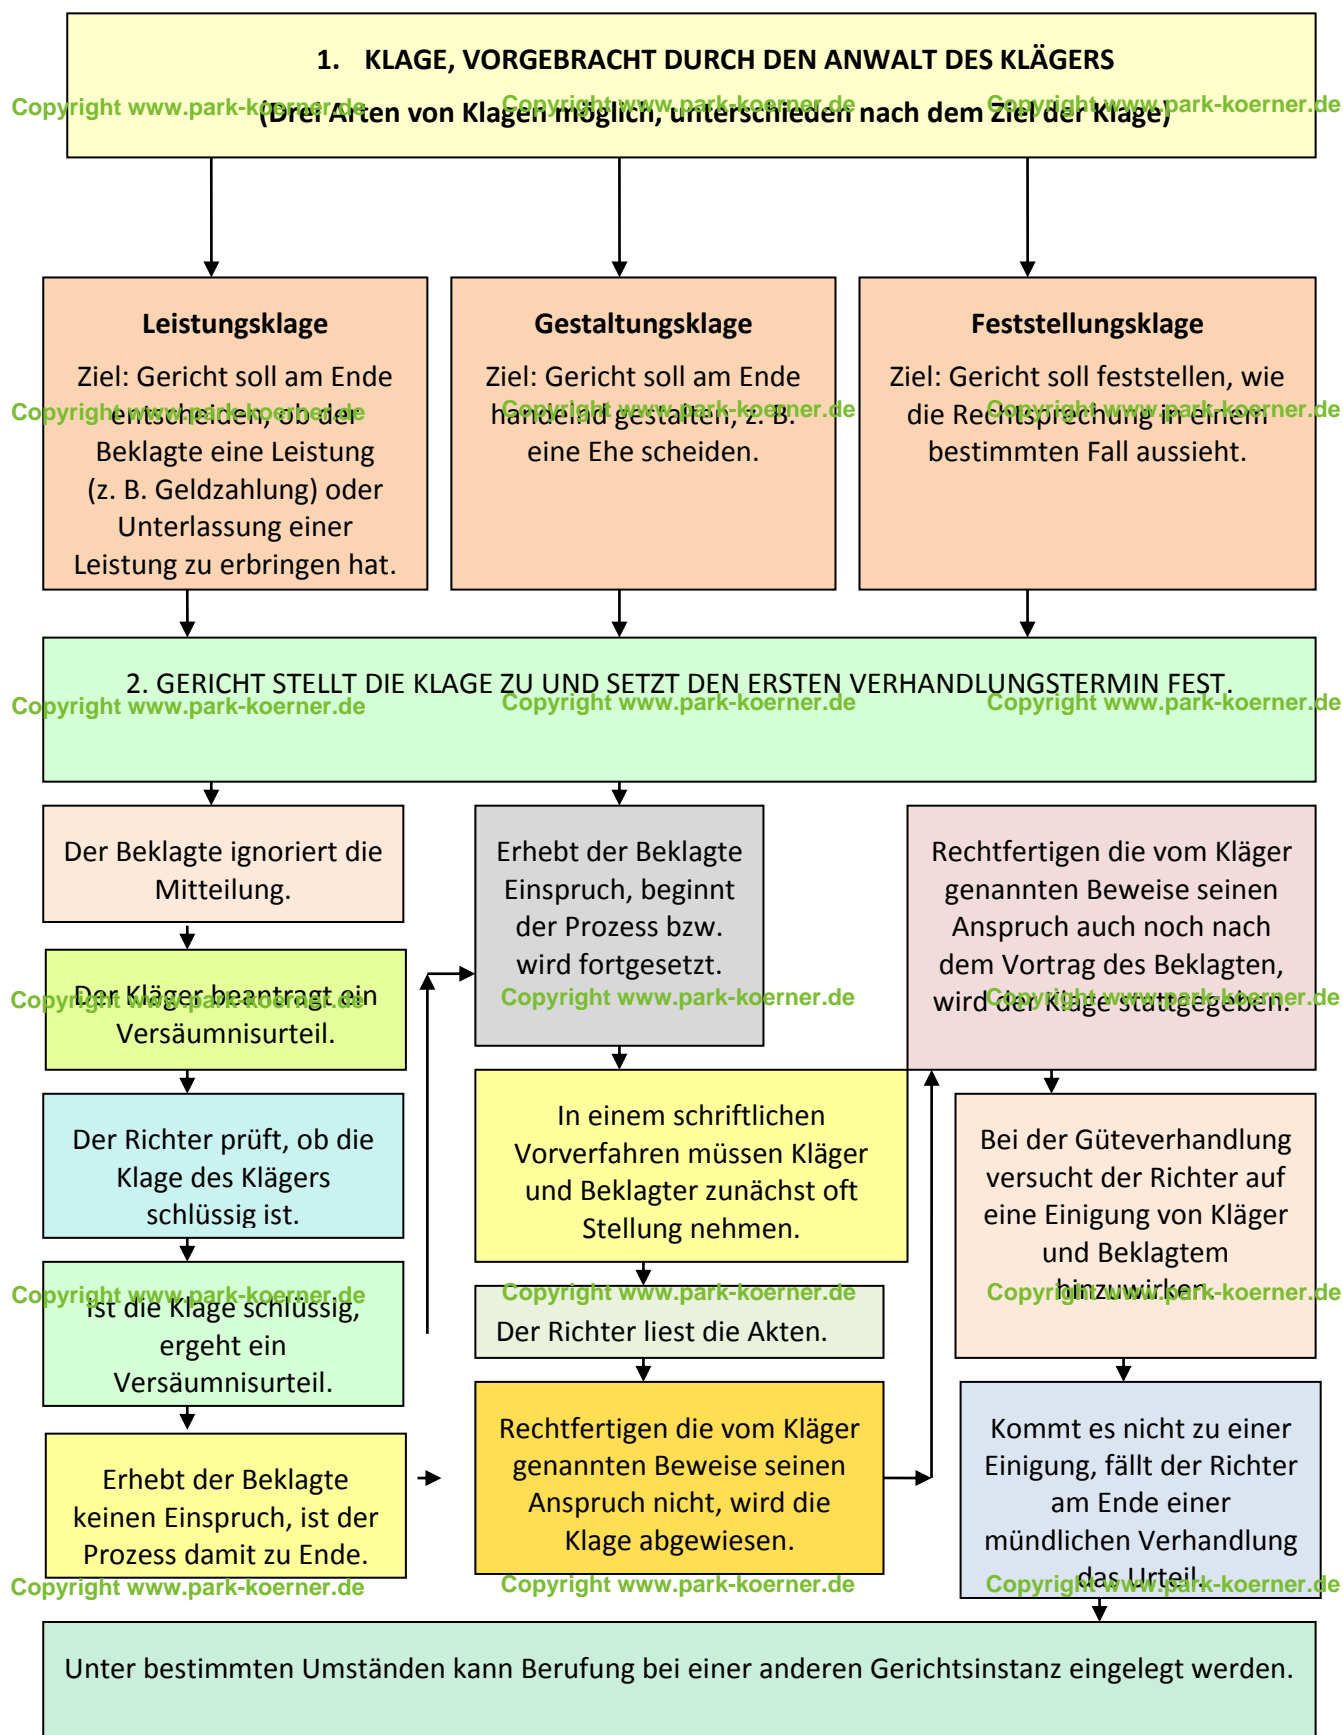 1. KLAGE, VORGEBRACHT DURCH DEN ANWALT DES KLÄGERS
(Drei Arten von Klagen möglich, unterschieden nach dem Ziel der Klage)
Copyright www.park-koerner.de
Copyright www.park-koerner.de
Copyright www.park-koerner.de
Leistungsklage
Ziel: Gericht soll am Ende
entscheiden, ob der
Beklagte eine Leistung
(z. B. Geldzahlung) oder
Unterlassung einer
Leistung zu erbringen hat.
Gestaltungsklage
Ziel: Gericht soll am Ende
handelnd gestalten, z. B.
eine Ehe scheiden.
Feststellungsklage
Ziel: Gericht soll feststellen, wie
die Rechtsprechung in einem
bestimmten Fall aussieht.
Copyright www.park-koerner.de
Copyright www.park-koerner.de
Copyright www.park-koerner.de
2. GERICHT STELLT DIE KLAGE ZU UND SETZT DEN ERSTEN VERHANDLUNGSTERMIN FEST.
Copyright www.park-koerner.de
Copyright www.park-koerner.de
Copyright www.park-koerner.de
Der Beklagte ignoriert die
Mitteilung.
Der Kläger beantragt ein
Versäumnisurteil.
Der Richter prüft, ob die
Klage des Klägers
schlüssig ist.
Ist die Klage schlüssig,
ergeht ein
Versäumnisurteil.
Erhebt der Beklagte
keinen Einspruch, ist der
Prozess damit zu Ende.
Erhebt der Beklagte
Einspruch, beginnt
der Prozess bzw.
wird fortgesetzt.
In einem schriftlichen
Vorverfahren müssen Kläger
und Beklagter zunächst oft
Stellung nehmen.
Der Richter liest die Akten.
Rechtfertigen die vom Kläger
genannten Beweise seinen
Anspruch nicht, wird die
Klage abgewiesen.
Rechtfertigen die vom Kläger
genannten Beweise seinen
Anspruch auch noch nach
dem Vortrag des Beklagten,
wird der Klage stattgegeben.
Bei der Güteverhandlung
versucht der Richter auf
eine Einigung von Kläger
und Beklagtem
hinzuwirken.
Kommt es nicht zu einer
Einigung, fällt der Richter
am Ende einer
mündlichen Verhandlung
das Urteil.
Copyright www.park-koerner.de
Copyright www.park-koerner.de
Copyright www.park-koerner.de
Copyright www.park-koerner.de
Copyright www.park-koerner.de
Copyright www.park-koerner.de
Copyright www.park-koerner.de
Copyright www.park-koerner.de
Copyright www.park-koerner.de
Unter bestimmten Umständen kann Berufung bei einer anderen Gerichtsinstanz eingelegt werden.